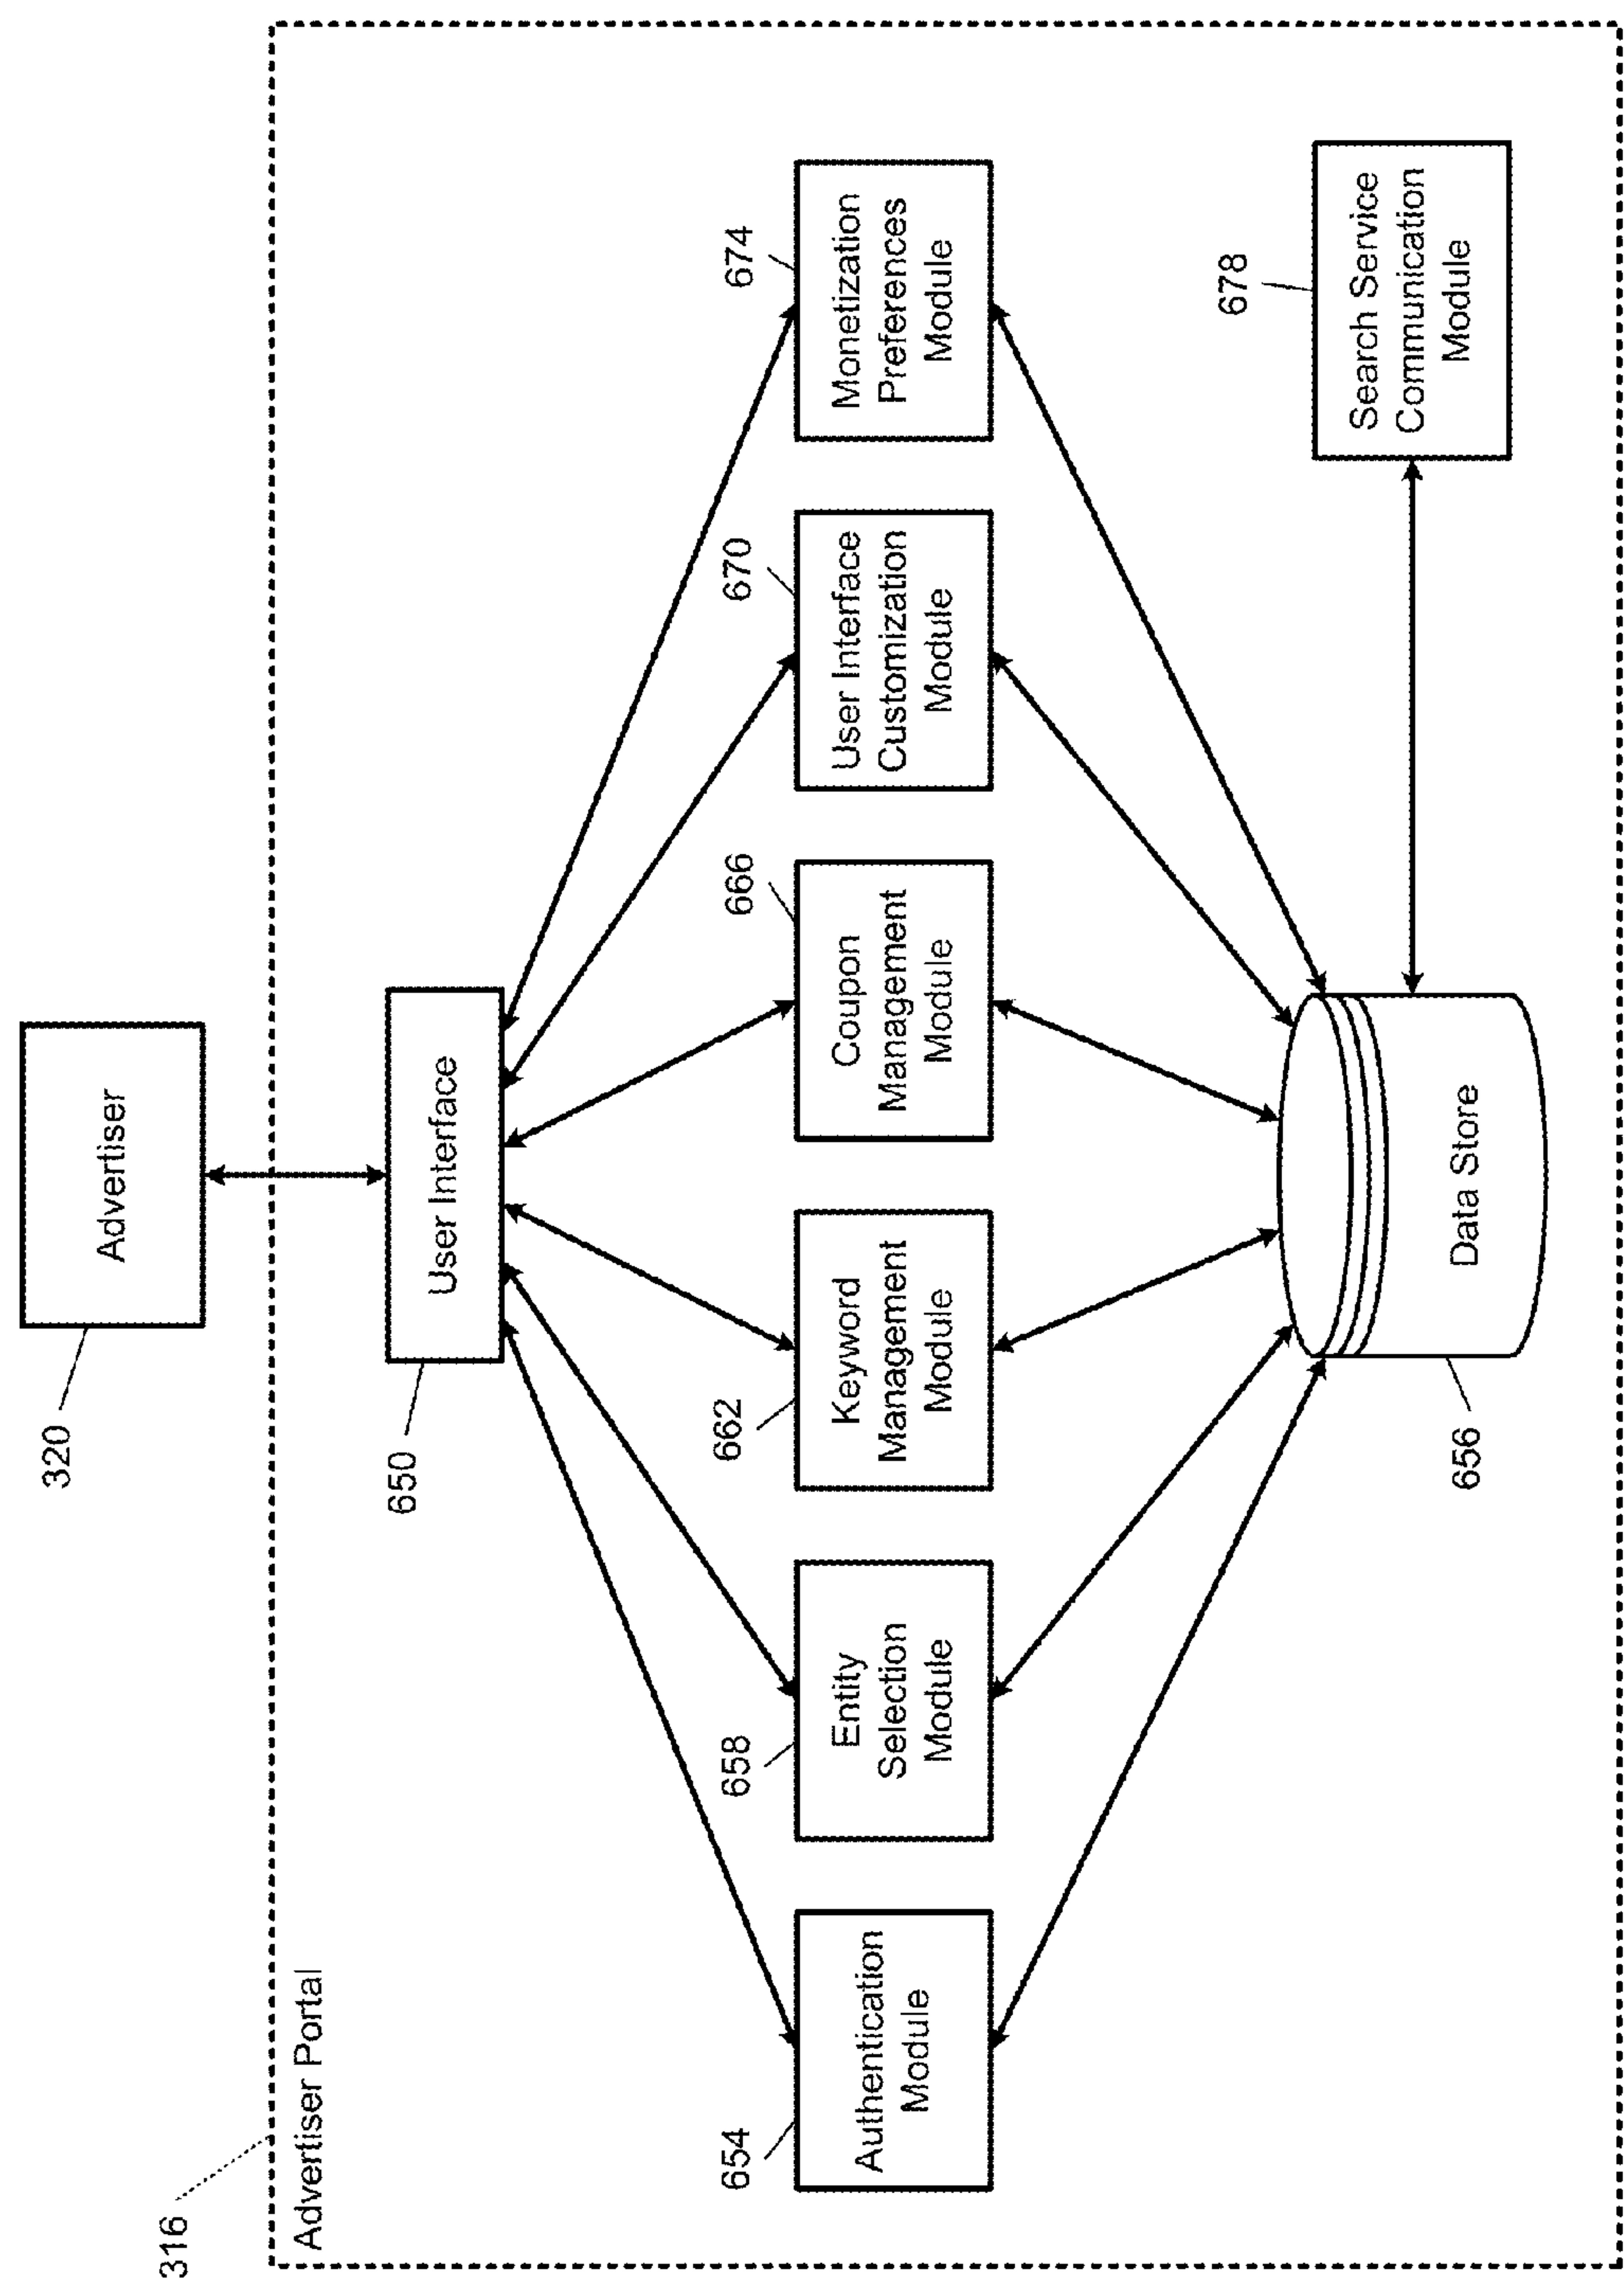 316
Advertiser Portal
320
Advertiser
650
User Interface
654
Authentication
Module
658
Entity
Selection
Module
662
Keyword
Management
Module
666
Coupon
Management
Module
670
User Interface
Customization
Module
674
Monetization
Preferences
Module
656
Data Store
678
Search Service
Communication
Module